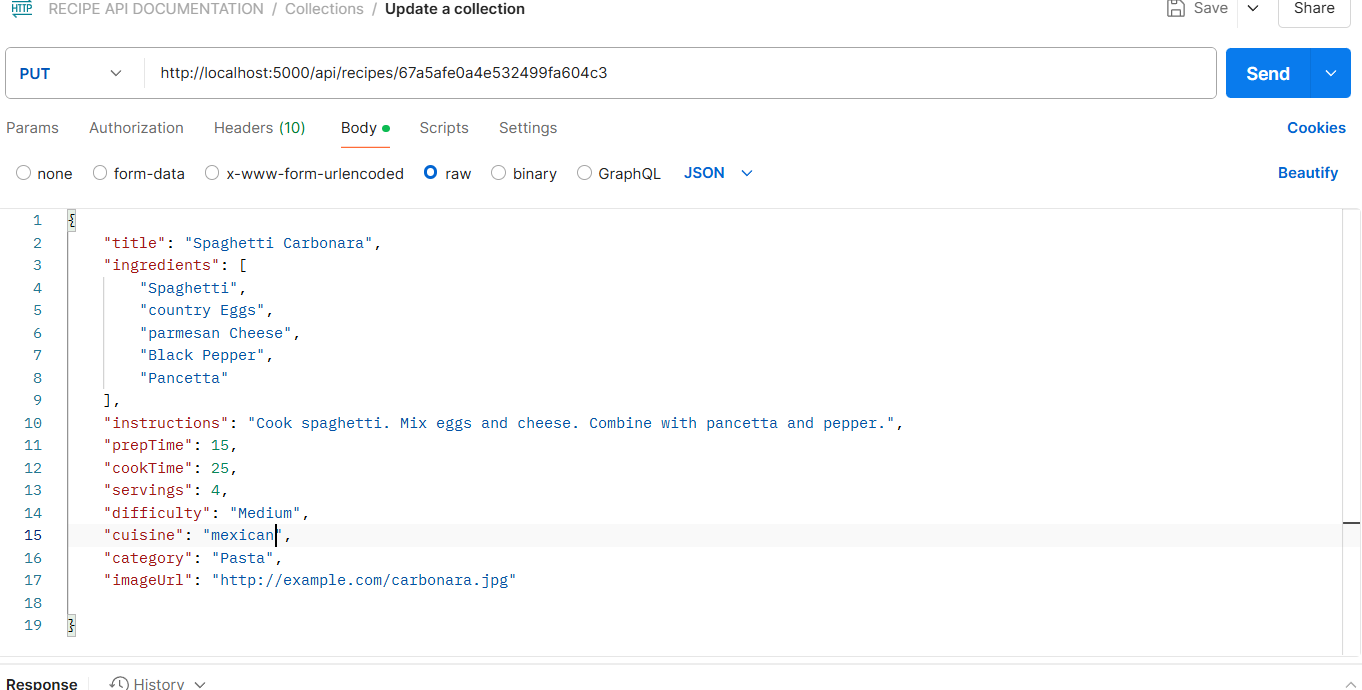 HTTP RECIPE API DOCUMENTATION / Collections / Update a collection Save Share
PUT http://localhost:5000/api/recipes/67a5afe0a4e532499fa604c3 Send
Params Authorization Headers (10) Body Scripts Settings Cookies
none form-data x-www-form-urlencoded raw binary GraphQL JSON Beautify
1 {
2 "title": "Spaghetti Carbonara",
3 "ingredients": [
4 "Spaghetti",
5 "country Eggs",
6 "parmesan Cheese",
7 "Black Pepper",
8 "Pancetta"
9 ],
10 "instructions": "Cook spaghetti. Mix eggs and cheese. Combine with pancetta and pepper.",
11 "prepTime": 15,
12 "cookTime": 25,
13 "servings": 4,
14 "difficulty": "Medium",
15 "cuisine": "mexican",
16 "category": "Pasta",
17 "imageUrl": "http://example.com/carbonara.jpg"
18
19 }
Response History